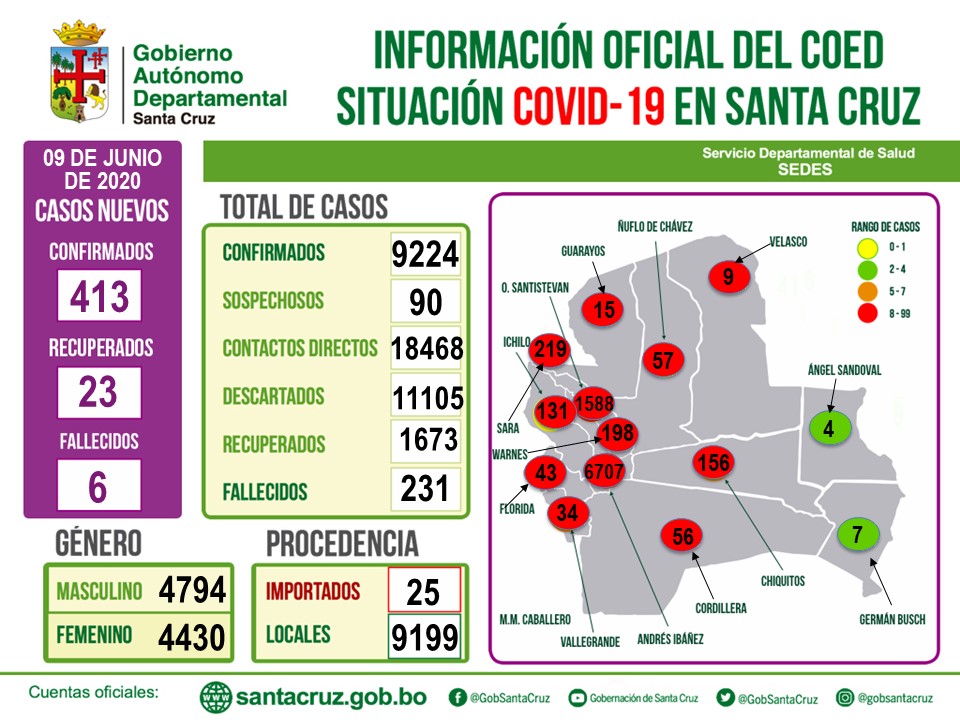 Gobierno
Autónomo
Departamental
Santa Cruz
INFORMACIÓN OFICIAL DEL COED
SITUACIÓN COVID-19 EN SANTA CRUZ
Servicio Departamental de Salud
SEDES
09 DE JUNIO
DE 2020
CASOS NUEVOS
CONFIRMADOS
413
RECUPERADOS
23
FALLECIDOS
6
TOTAL DE CASOS
CONFIRMADOS 9224
SOSPECHOSOS 90
CONTACTOS DIRECTOS 18468
DESCARTADOS 11105
RECUPERADOS 1673
FALLECIDOS 231
GÉNERO
MASCULINO 4794
FEMENINO 4430
PROCEDENCIA
IMPORTADOS 25
LOCALES 9199
RANGO DE CASOS
0 - 1
2 - 4
5 - 7
8 - 99
ÑUFLO DE CHÁVEZ
VELASCO
GUARAYOS
9
O. SANTISTEVAN
15
ICHILO
219
57
ÁNGEL SANDOVAL
131
1588
4
SARA
198
WARNES
43
6707
156
FLORIDA
34
56
7
CHIQUITOS
CORDILLERA
M.M. CABALLERO
GERMÁN BUSCH
VALLEGRANDE
ANDRÉS IBÁÑEZ
Cuentas oficiales:
santacruz.gob.bo
@GobSantaCruz
Gobernación de Santa Cruz
@GobSantaCruz
@gobsantacruz